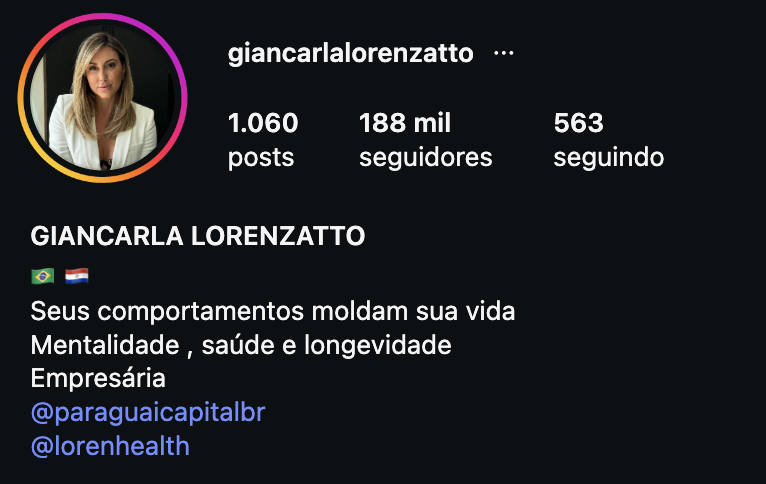 giancarlalorenzatto ...
1.060 188 mil 563
posts seguidores seguindo
GIANCARLA LORENZATTO
🇧🇷 🇵🇾
Seus comportamentos moldam sua vida
Mentalidade , saúde e longevidade
Empresária
@paraguaicapitalbr
@lorenhealth